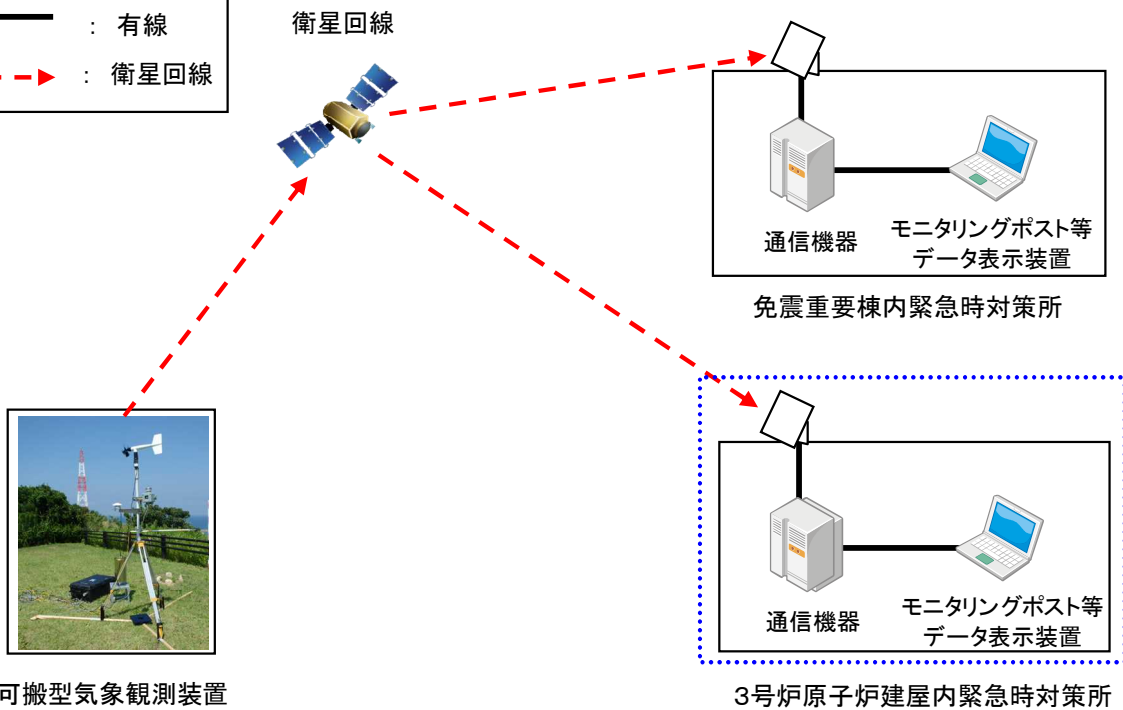 ： 有線
： 衛星回線
衛星回線
通信機器
モニタリングポスト等
データ表示装置
免震重要棟内緊急時対策所
通信機器
モニタリングポスト等
データ表示装置
可搬型気象観測装置
3号炉原子炉建屋内緊急時対策所